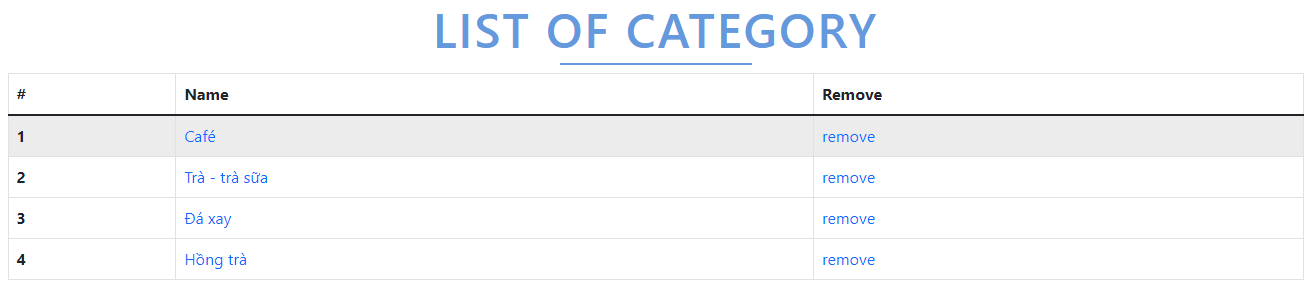 LIST OF CATEGORY
# Name Remove
1 Café remove
2 Trà - trà sữa remove
3 Đá xay remove
4 Hồng trà remove